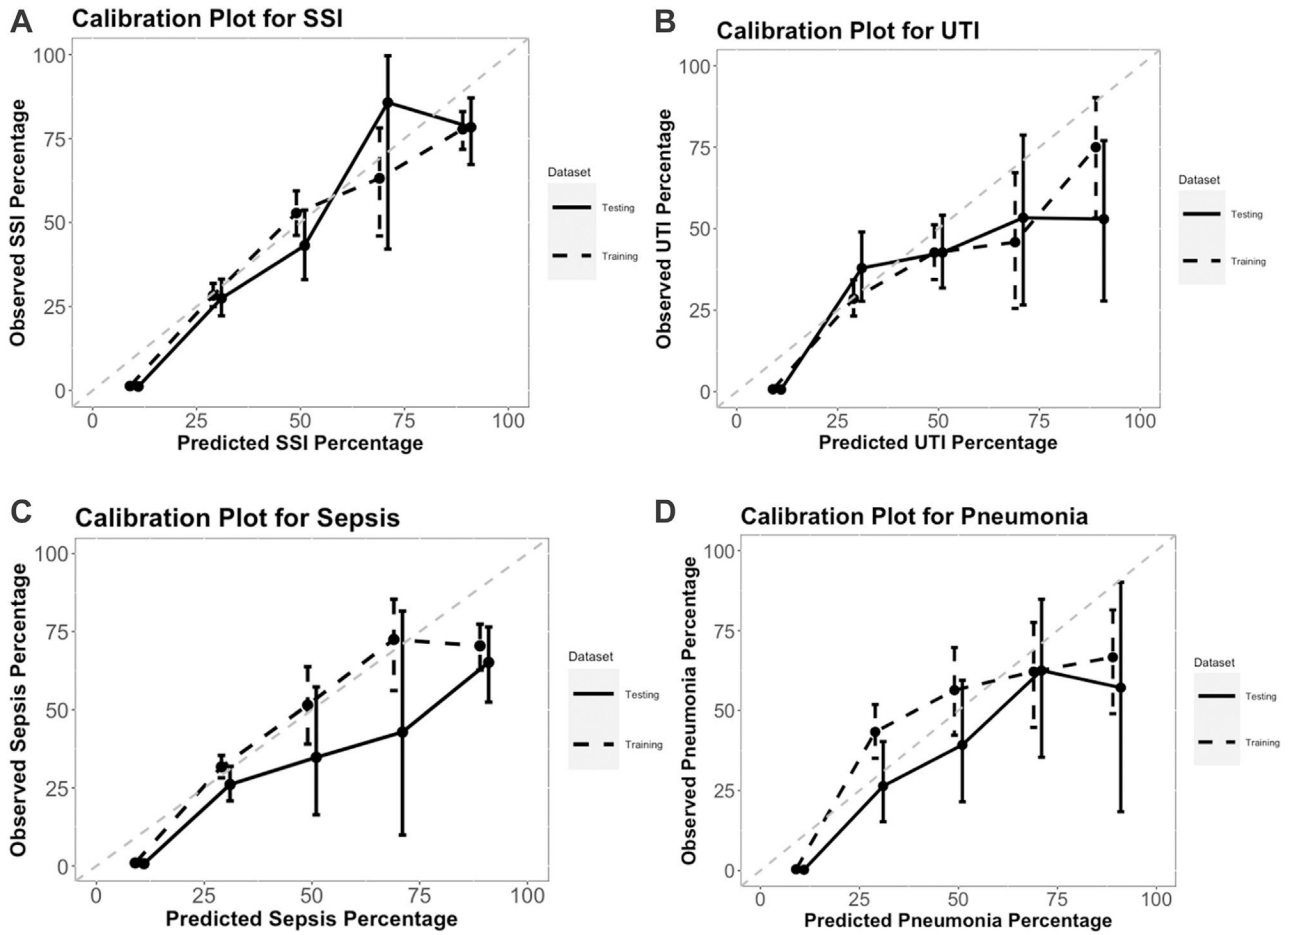 A
Calibration Plot for SSI
Observed SSI Percentage
100
75
50
25
0
0 25 50 75 100
Predicted SSI Percentage
Dataset
Testing
Training
B
Calibration Plot for UTI
Observed UTI Percentage
100
75
50
25
0
0 25 50 75 100
Predicted UTI Percentage
Dataset
Testing
Training
C
Calibration Plot for Sepsis
Observed Sepsis Percentage
100
75
50
25
0
0 25 50 75 100
Predicted Sepsis Percentage
Dataset
Testing
Training
D
Calibration Plot for Pneumonia
Observed Pneumonia Percentage
100
75
50
25
0
0 25 50 75 100
Predicted Pneumonia Percentage
Dataset
Testing
Training